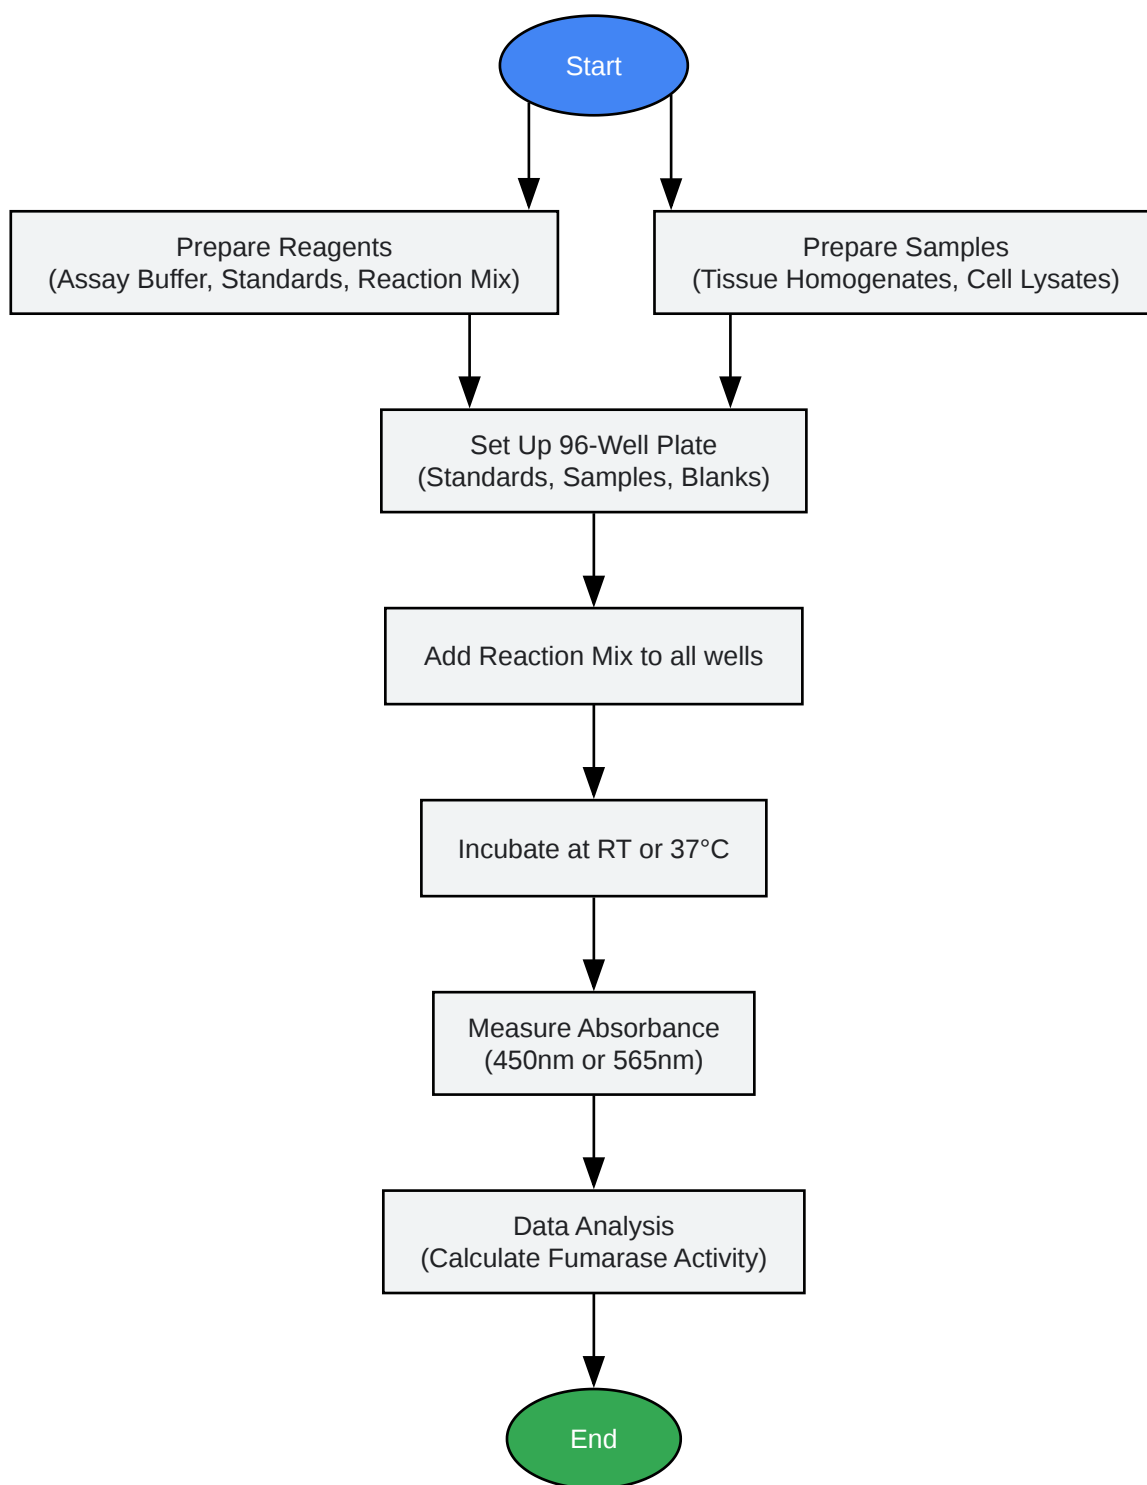 Start
Prepare Reagents
(Assay Buffer, Standards, Reaction Mix)
Prepare Samples
(Tissue Homogenates, Cell Lysates)
Set Up 96-Well Plate
(Standards, Samples, Blanks)
Add Reaction Mix to all wells
Incubate at RT or 37°C
Measure Absorbance
(450nm or 565nm)
Data Analysis
(Calculate Fumarase Activity)
End